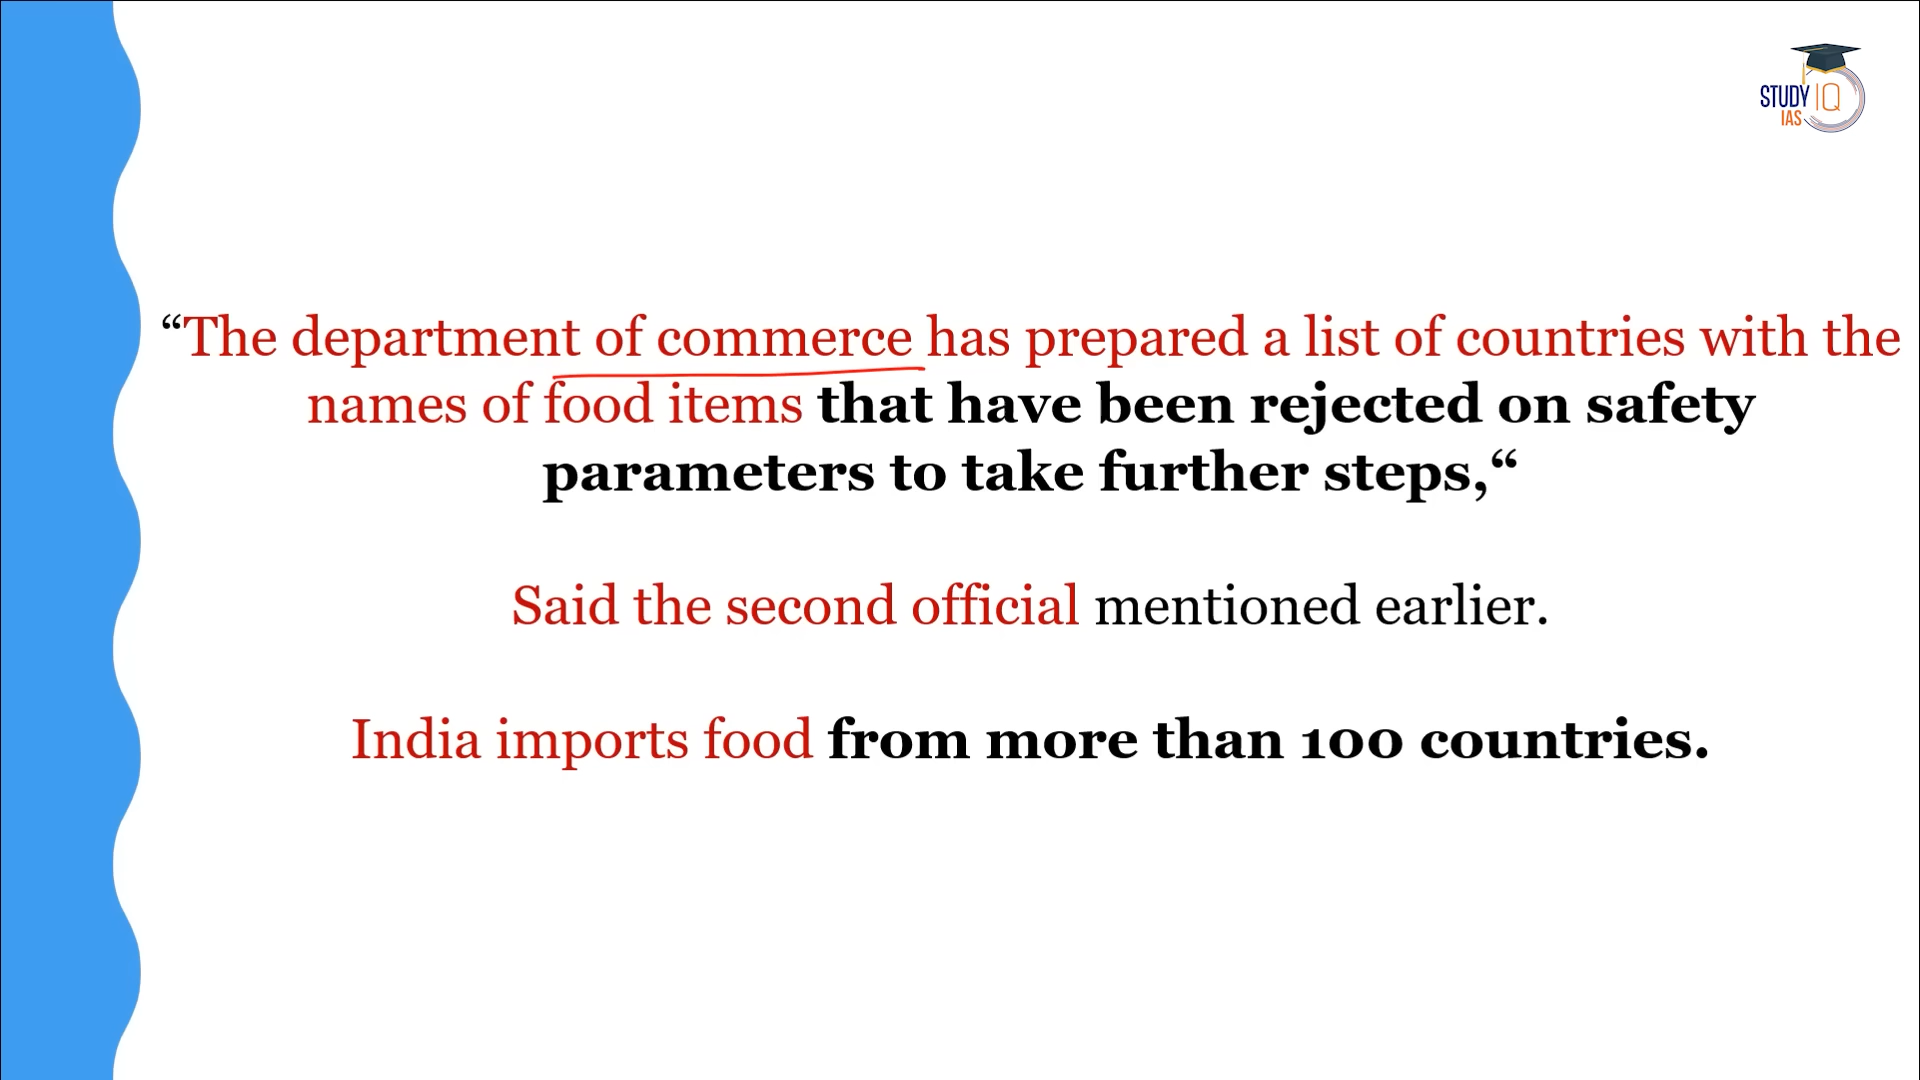 STUDY IQ
IAS
“The department of commerce has prepared a list of countries with the
names of food items that have been rejected on safety
parameters to take further steps,“
Said the second official mentioned earlier.
India imports food from more than 100 countries.